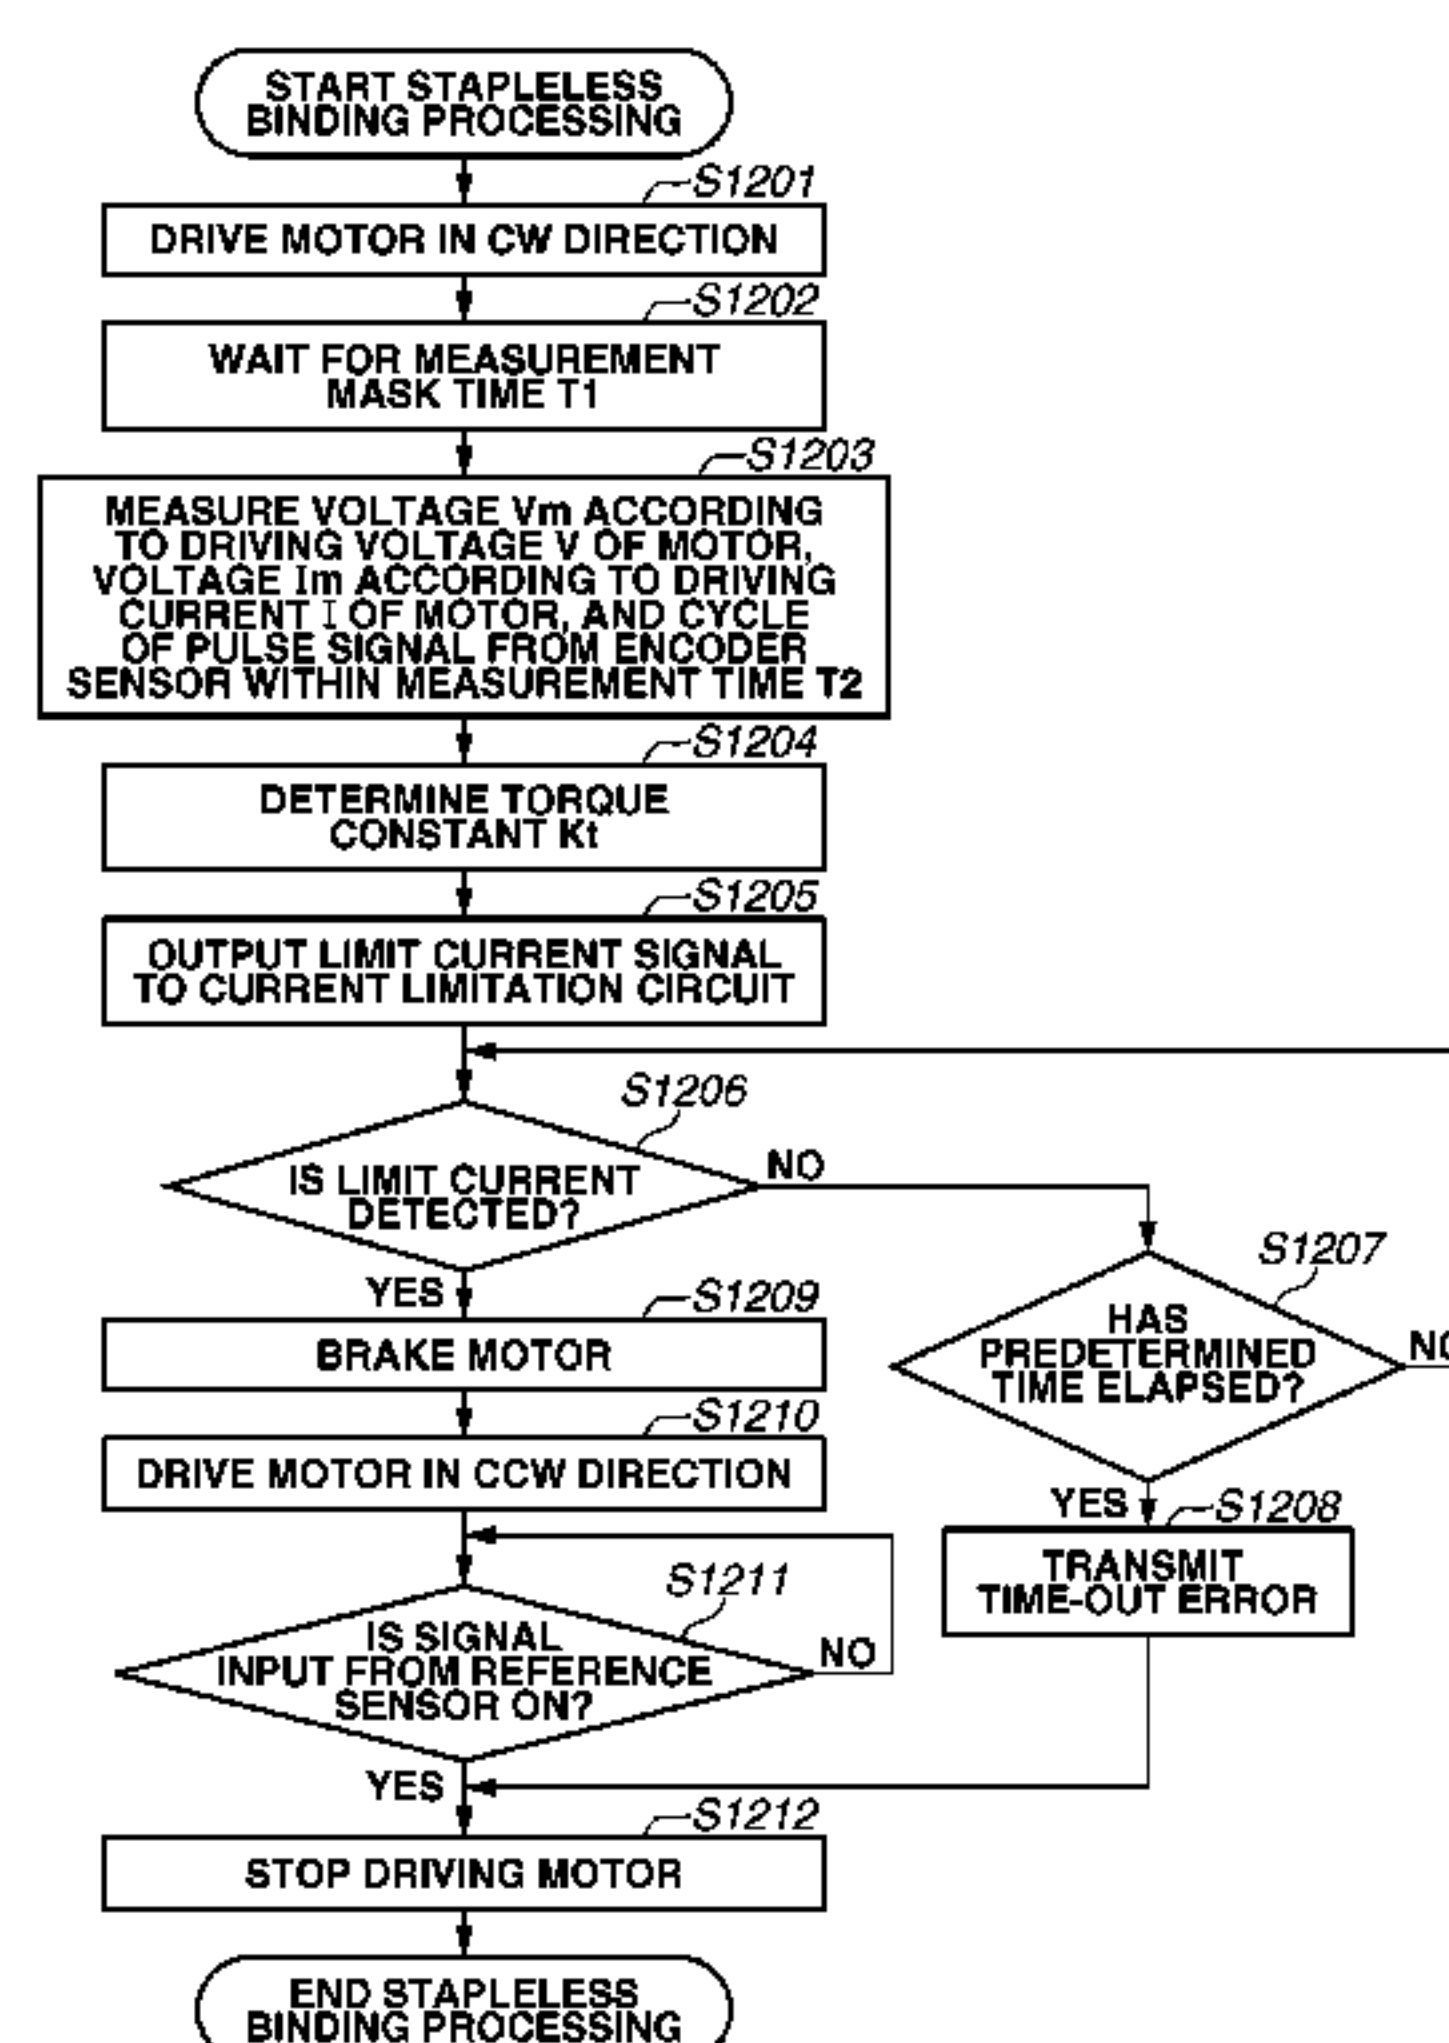 START STAPLELESS
BINDING PROCESSING
S1201
DRIVE MOTOR IN CW DIRECTION
S1202
WAIT FOR MEASUREMENT
MASK TIME T1
S1203
MEASURE VOLTAGE Vm ACCORDING
TO DRIVING VOLTAGE V OF MOTOR,
VOLTAGE Im ACCORDING TO DRIVING
CURRENT I OF MOTOR, AND CYCLE
OF PULSE SIGNAL FROM ENCODER
SENSOR WITHIN MEASUREMENT TIME T2
S1204
DETERMINE TORQUE
CONSTANT Kt
S1205
OUTPUT LIMIT CURRENT SIGNAL
TO CURRENT LIMITATION CIRCUIT
S1206
IS LIMIT CURRENT
DETECTED?
NO
YES
S1207
HAS
PREDETERMINED
TIME ELAPSED?
NO
YES
S1208
TRANSMIT
TIME-OUT ERROR
S1209
BRAKE MOTOR
S1210
DRIVE MOTOR IN CCW DIRECTION
S1211
IS SIGNAL
INPUT FROM REFERENCE
SENSOR ON?
NO
YES
S1212
STOP DRIVING MOTOR
END STAPLELESS
BINDING PROCESSING